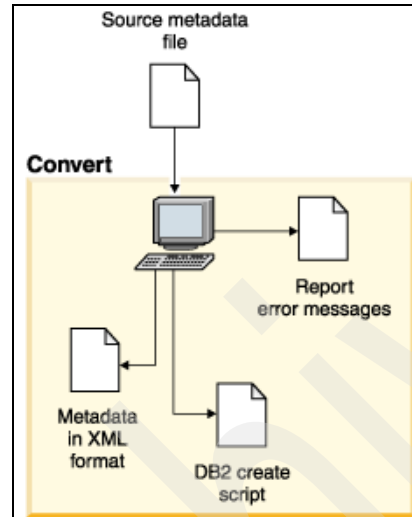 Source metadata
file
Convert
Report
error messages
Metadata
in XML
format
DB2 create
script